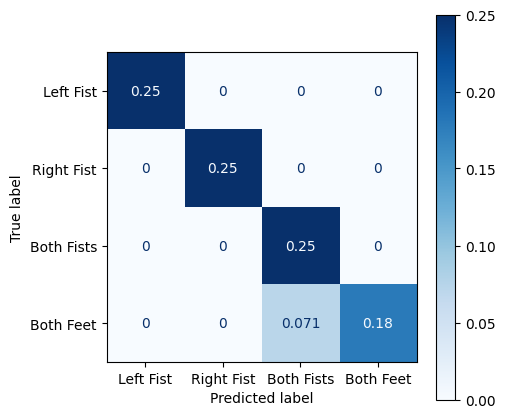 Left Fist 0.25 0 0 0
Right Fist 0 0.25 0 0
Both Fists 0 0 0.25 0
Both Feet 0 0 0.071 0.18
Left Fist Right Fist Both Fists Both Feet
Predicted label
True label
0.25
0.20
0.15
0.10
0.05
0.00